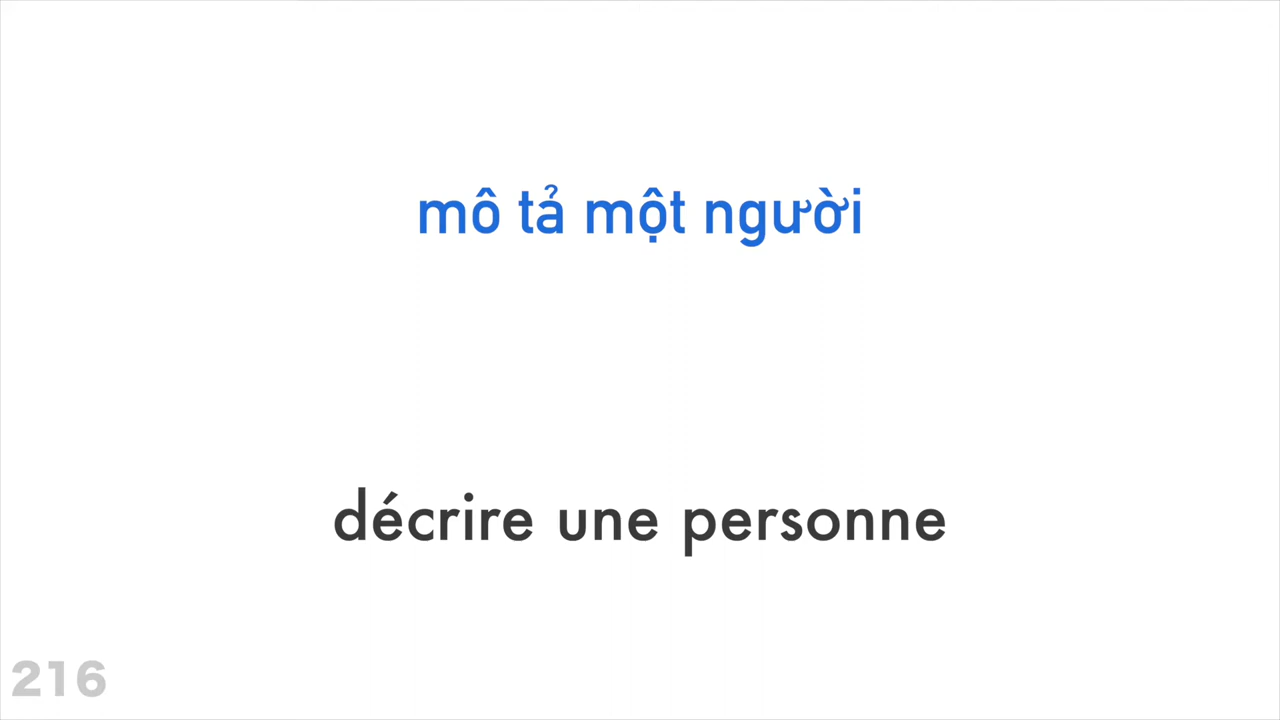 mô tả một người
décrire une personne
216